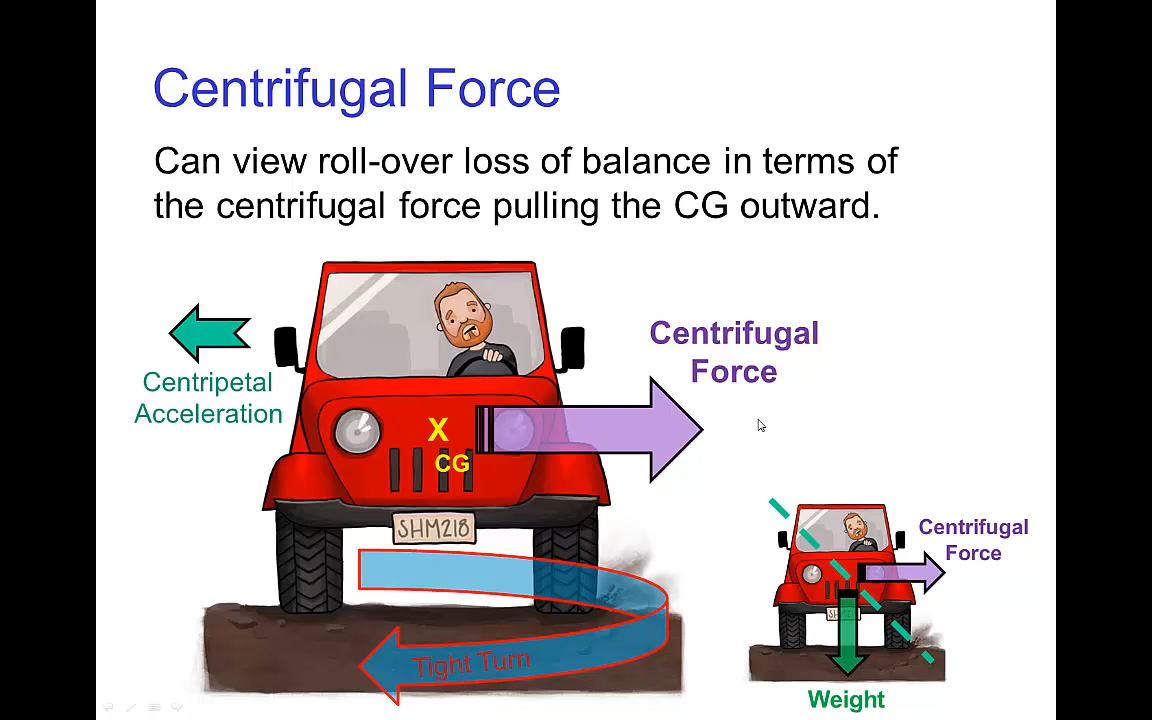 Centrifugal Force
Can view roll-over loss of balance in terms of
the centrifugal force pulling the CG outward.
Centripetal
Acceleration
Centrifugal
Force
X
CG
SHM218
Tight Turn
Centrifugal
Force
Weight